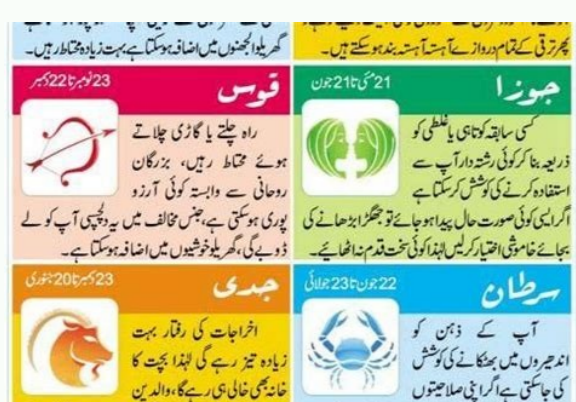 پھر ترقی کے تمام دروازے آہستہ آہستہ بند ہوسکتے ہیں۔
جوزا
21 مئی تا 21 جون
کسی سابقہ کوتاہی یا غلطی کو
ذریعہ بنا کر کوئی رشتہ دار آپ سے
استفادہ کرنے کی کوشش کر سکتا ہے
اگر ایسی کوئی صورت حال پیدا ہو جائے تو جھگڑا بڑھانے کی
بجائے خاموشی اختیار کر لیں لہٰذا کوئی سخت قدم نہ اٹھائیے۔
سرطان
22 جون تا 23 جولائی
آپ کے ذہن کو
اندھیروں میں بھٹکانے کی کوشش
کی جاسکتی ہے اگر اپنی صلاحیتوں
گھریلو الجھنوں میں اضافہ ہوسکتا ہے بہت زیادہ محتاط رہیں۔
قوس
23 نومبر تا 22 دسمبر
راہ چلتے یا گاڑی چلاتے
ہوئے محتاط رہیں، بزرگان
روحانی سے وابستہ کوئی آرزو
پوری ہوسکتی ہے، جنس مخالف میں یہ دلچسپی آپ کو لے
ڈوبے گی، گھریلو خوشیوں میں اضافہ ہوسکتا ہے۔
جدی
23 دسمبر تا 20 جنوری
اخراجات کی رفتار بہت
زیادہ تیز رہے گی لہٰذا بچت کا
خانہ بھی خالی ہی رہے گا، والدین